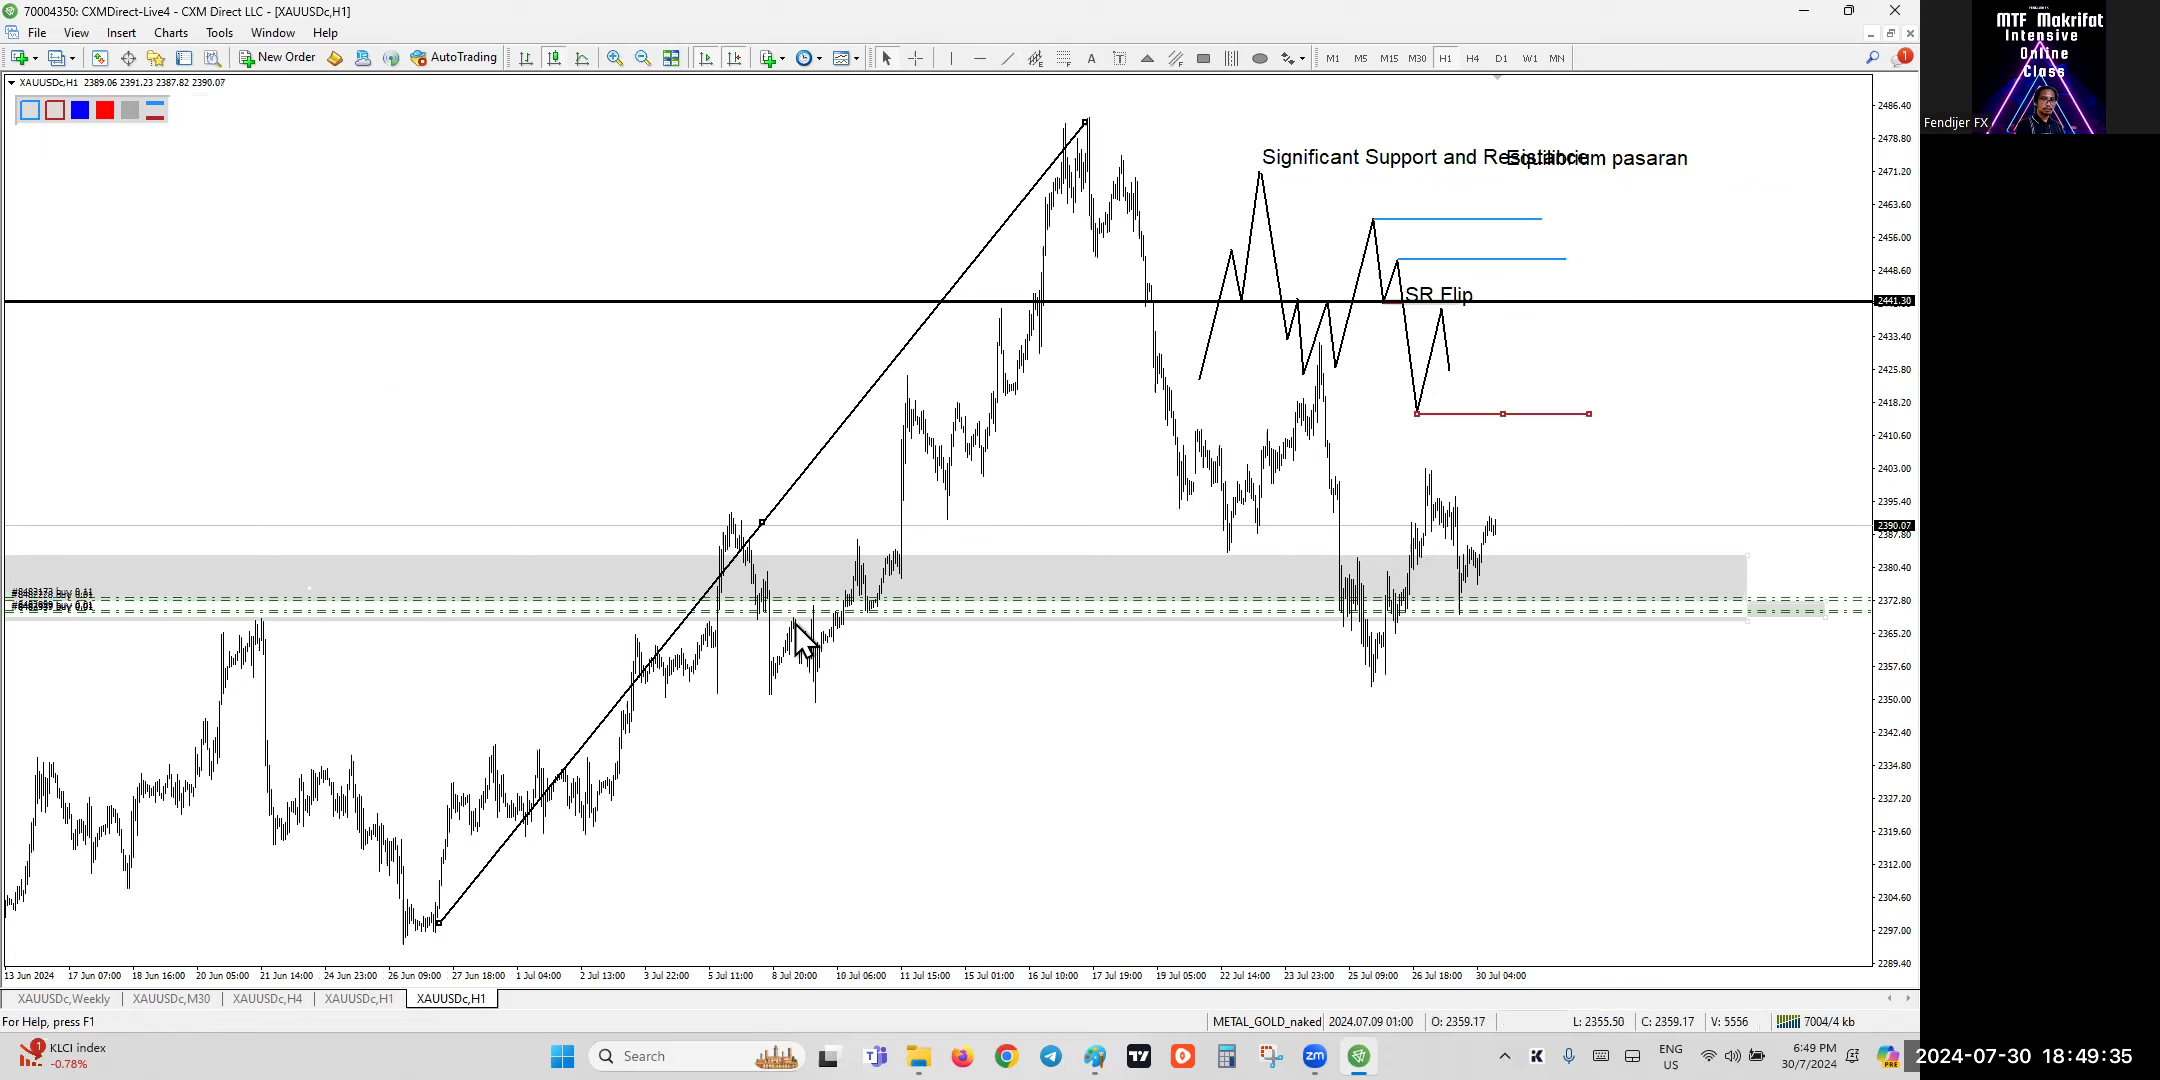 70004350: CXMDirect-Live4 - CXM Direct LLC - [XAUUSDc,H1]
File View Insert Charts Tools Window Help
New Order AutoTrading M1 M5 M15 M30 H1 H4 D1 W1 MN 1
XAUUSDc,H1 2389.06 2391.23 2387.82 2390.07
MTF Makrifat
Intensive
Online
Class
Fendijer FX
Significant Support and Resistance
Equilibrium pasaran
SR Flip
2486.40
2478.80
2471.20
2463.60
2456.00
2448.60
2441.30
2433.40
2425.80
2418.20
2410.60
2403.00
2395.40
2390.07
2387.80
2380.40
2372.80
2365.20
2357.60
2350.00
2342.40
2334.80
2327.20
2319.60
2312.00
2304.60
2297.00
2289.40
13 Jun 2024 17 Jun 07:00 18 Jun 16:00 20 Jun 05:00 21 Jun 14:00 24 Jun 23:00 26 Jun 09:00 27 Jun 18:00 1 Jul 04:00 2 Jul 13:00 3 Jul 22:00 5 Jul 11:00 8 Jul 20:00 10 Jul 06:00 11 Jul 15:00 15 Jul 01:00 16 Jul 10:00 17 Jul 19:00 19 Jul 05:00 22 Jul 14:00 23 Jul 23:00 25 Jul 09:00 26 Jul 18:00 30 Jul 04:00
XAUUSDc,Weekly XAUUSDc,M30 XAUUSDc,H4 XAUUSDc,H1 XAUUSDc,H1
For Help, press F1 METAL_GOLD_naked 2024.07.09 01:00 O: 2359.17 L: 2355.50 C: 2359.17 V: 5556 7004/4 kb
1 KLCI index
-0.78%
Search
ENG
US
6:49 PM
30/7/2024
2024-07-30 18:49:35